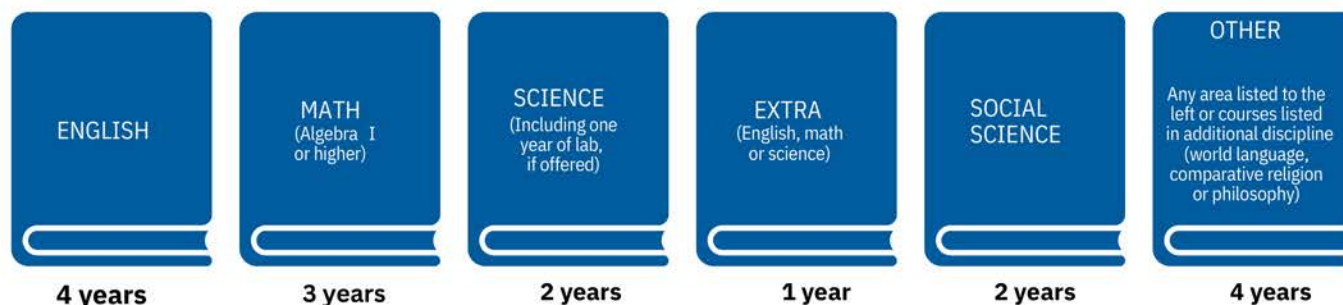 ENGLISH
4 years
MATH
(Algebra I
or higher)
3 years
SCIENCE
(Including one
year of lab,
if offered)
2 years
EXTRA
(English, math
or science)
1 year
SOCIAL
SCIENCE
2 years
OTHER
Any area listed to the
left or courses listed
in additional discipline
(world language,
comparative religion
or philosophy)
4 years